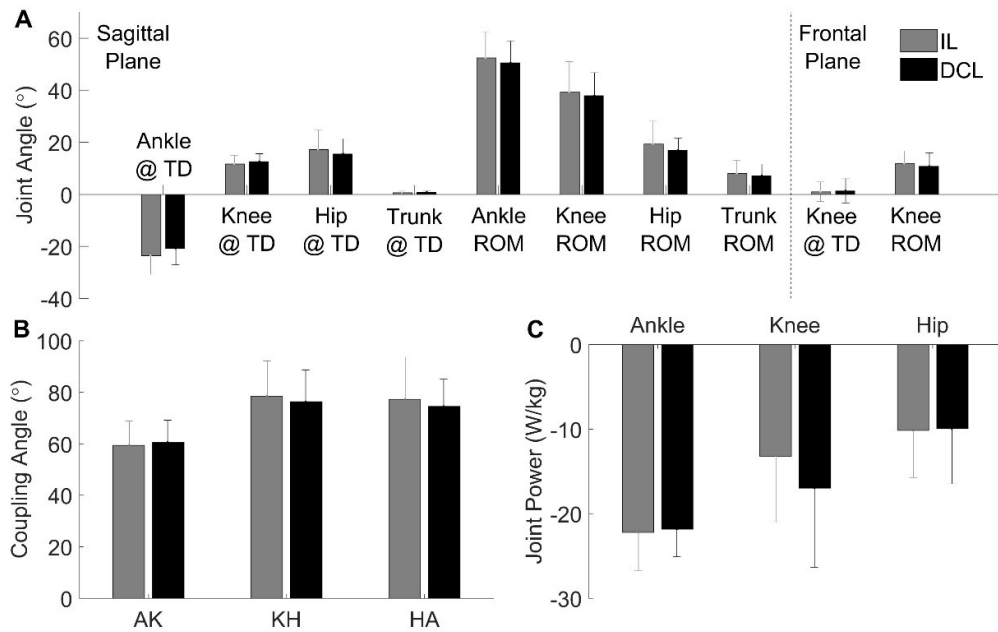 A
Sagittal
Plane
Frontal
Plane
IL
DCL
Joint Angle (°)
60
40
20
0
-20
-40
Ankle
@ TD
Knee
@ TD
Hip
@ TD
Trunk
@ TD
Ankle
ROM
Knee
ROM
Hip
ROM
Trunk
ROM
Knee
@ TD
Knee
ROM
B
Coupling Angle (°)
100
80
60
40
20
0
AK
KH
HA
C
Ankle
Knee
Hip
Joint Power (W/kg)
0
-10
-20
-30